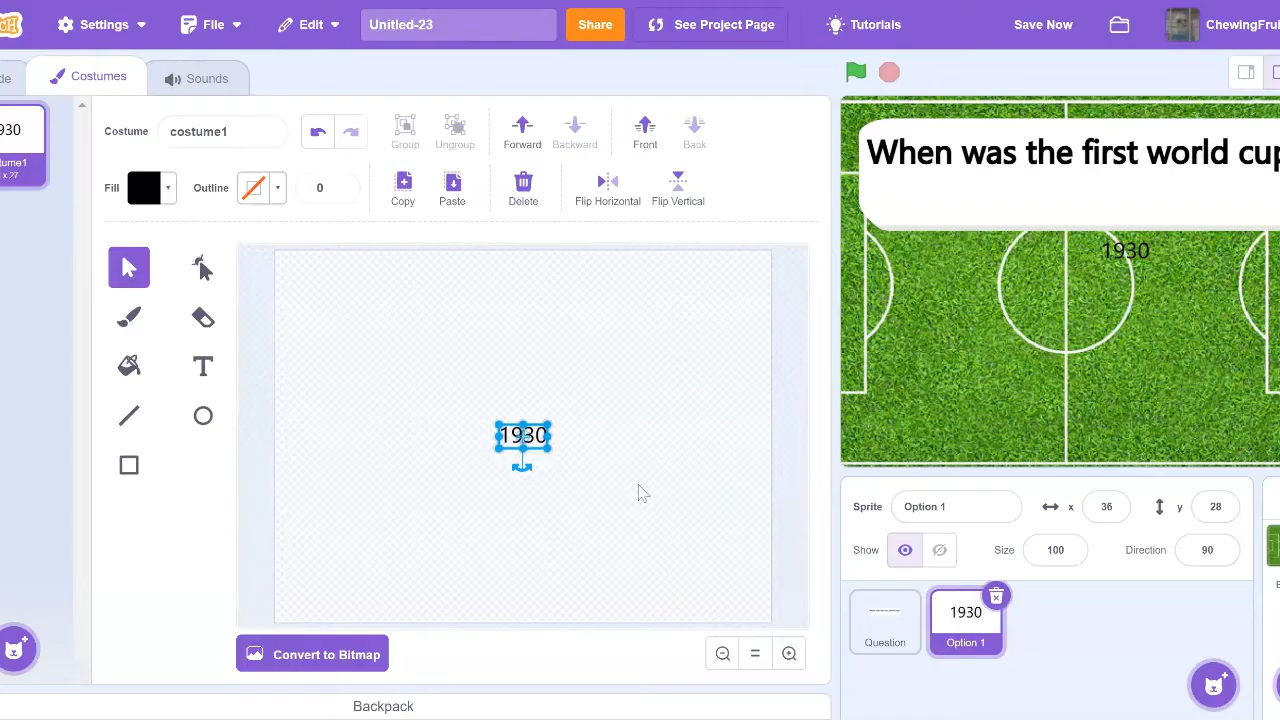 Settings
File
Edit
Untitled-23
Share
See Project Page
Tutorials
Save Now
ChewingFrui
Costumes
Sounds
Costume
costume1
Group
Ungroup
Forward
Backward
Front
Back
Fill
Outline
0
Copy
Paste
Delete
Flip Horizontal
Flip Vertical
When was the first world cup
1930
1930
Sprite
Option 1
x
36
y
28
Show
Size
100
Direction
90
Question
1930
Option 1
Convert to Bitmap
Backpack